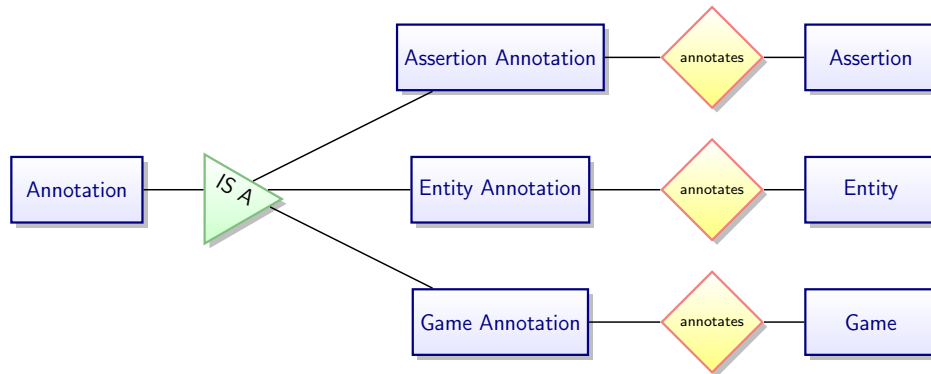 Assertion Annotation
annotates
Assertion
Annotation
IS A
Entity Annotation
annotates
Entity
Game Annotation
annotates
Game